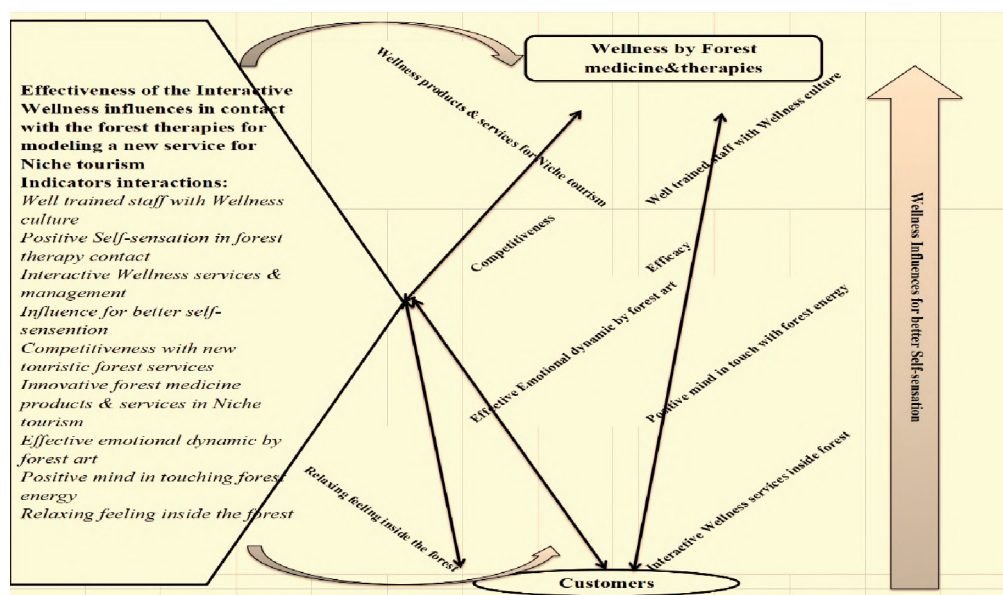 Effectiveness of the Interactive
Wellness influences in contact
with the forest therapies for
modeling a new service for
Niche tourism
Indicators interactions:
Well trained staff with Wellness
culture
Positive Self-sensation in forest
therapy contact
Interactive Wellness services &
management
Influence for better self-
sensention
Competitiveness with new
touristic forest services
Innovative forest medicine
products & services in Niche
tourism
Effective emotional dynamic by
forest art
Positive mind in touching forest
energy
Relaxing feeling inside the forest
Wellness by Forest
medicine&therapies
Wellness products & services for Niche tourism
Well trained staff with Wellness culture
Competitiveness
Efficacy
Effective Emotional dynamic by forest art
Positive mind in touch with forest energy
Relaxing feeling inside the forest
Interactive Wellness services inside forest
Customers
Wellness Influences for better Self-sensation